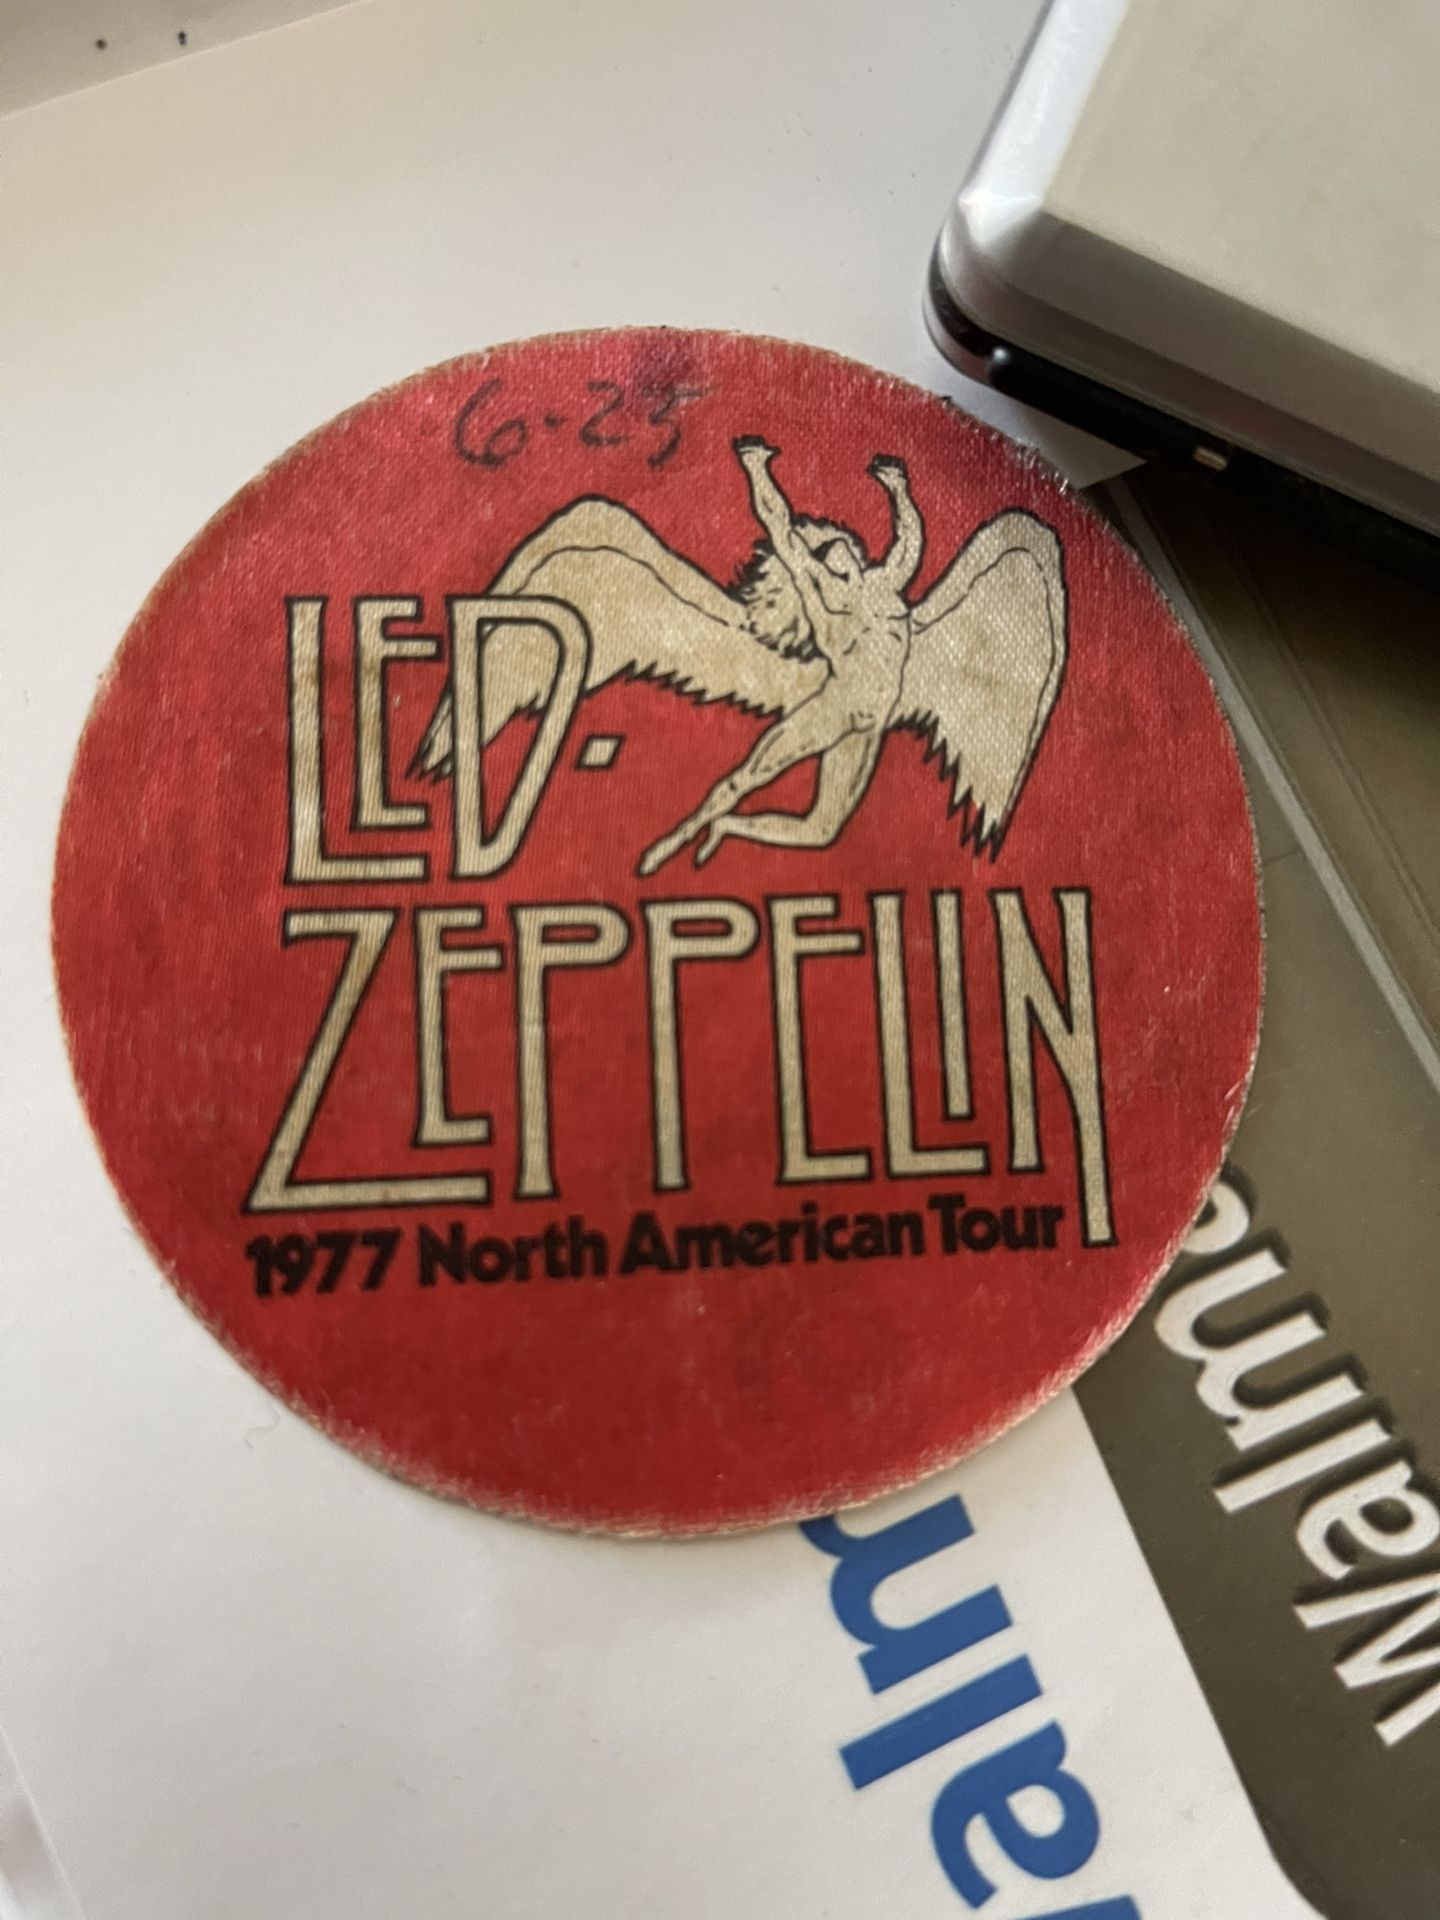 6-25
LED.
ZEPPELIN
1977 North American Tour